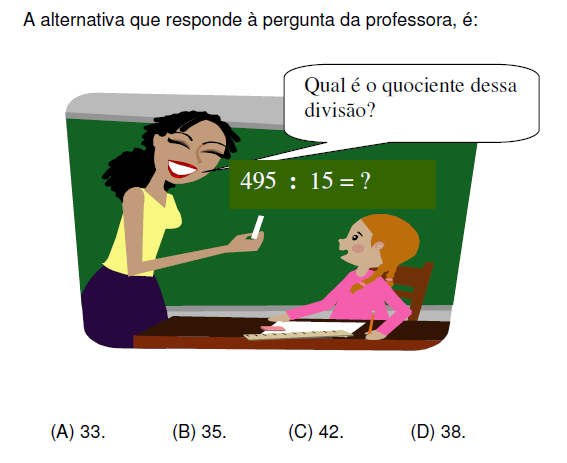 A alternativa que responde à pergunta da professora, é:
Qual é o quociente dessa
divisão?
495 : 15 = ?
(A) 33. (B) 35. (C) 42. (D) 38.